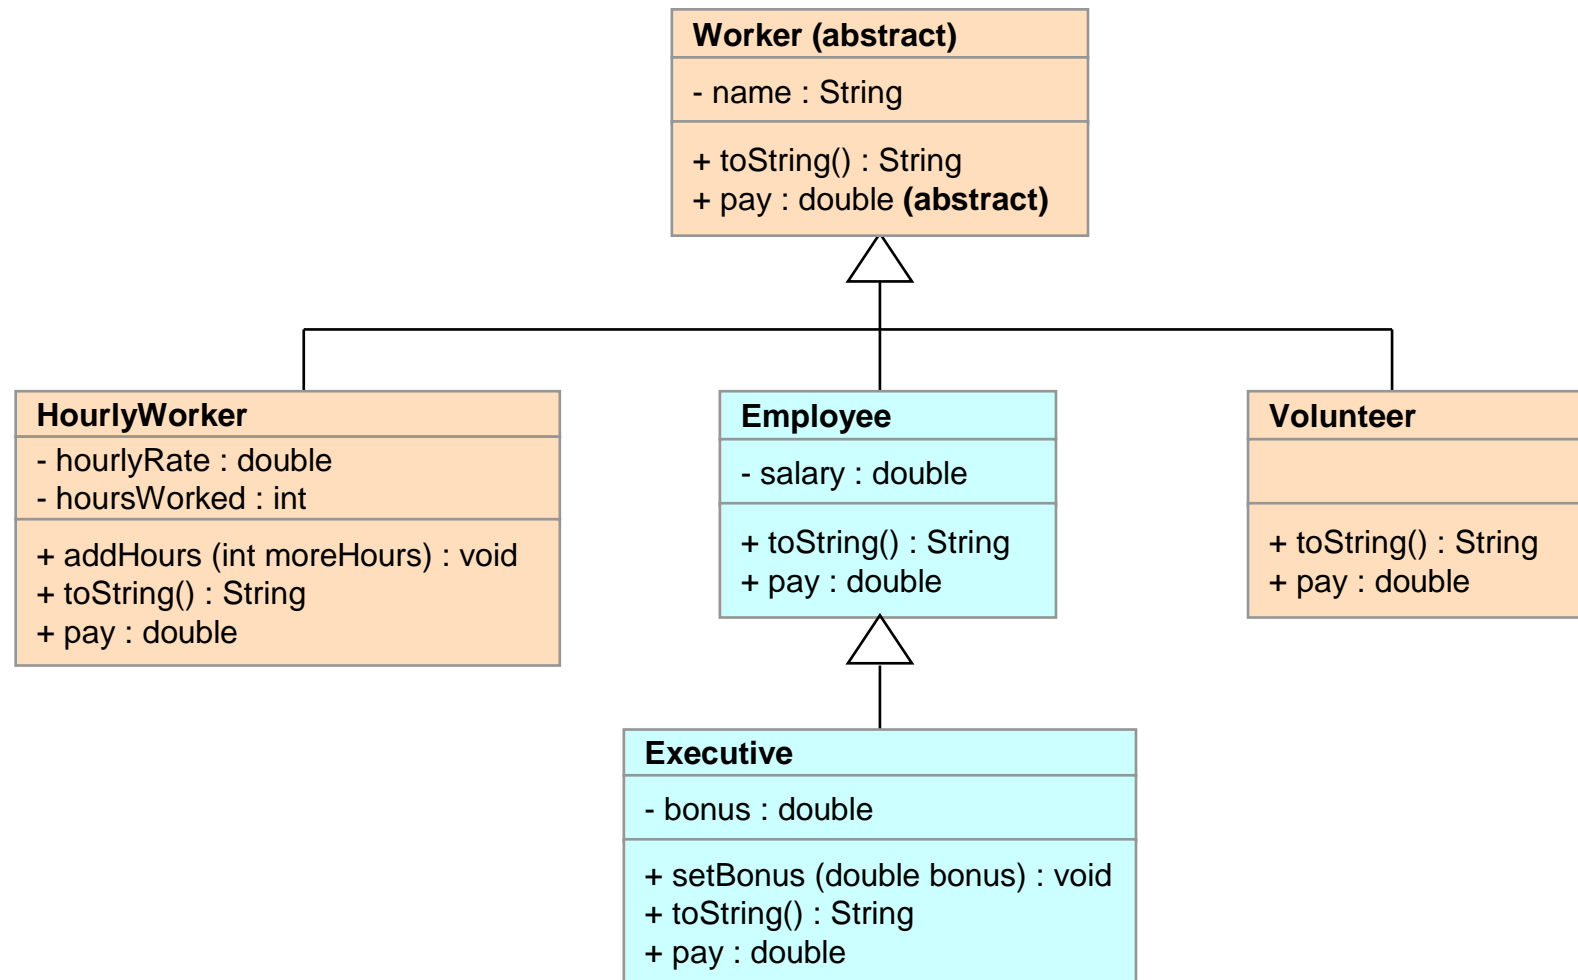 Worker (abstract)
- name : String
+ toString() : String
+ pay : double (abstract)
HourlyWorker
- hourlyRate : double
- hoursWorked : int
+ addHours (int moreHours) : void
+ toString() : String
+ pay : double
Employee
- salary : double
+ toString() : String
+ pay : double
Volunteer
+ toString() : String
+ pay : double
Executive
- bonus : double
+ setBonus (double bonus) : void
+ toString() : String
+ pay : double